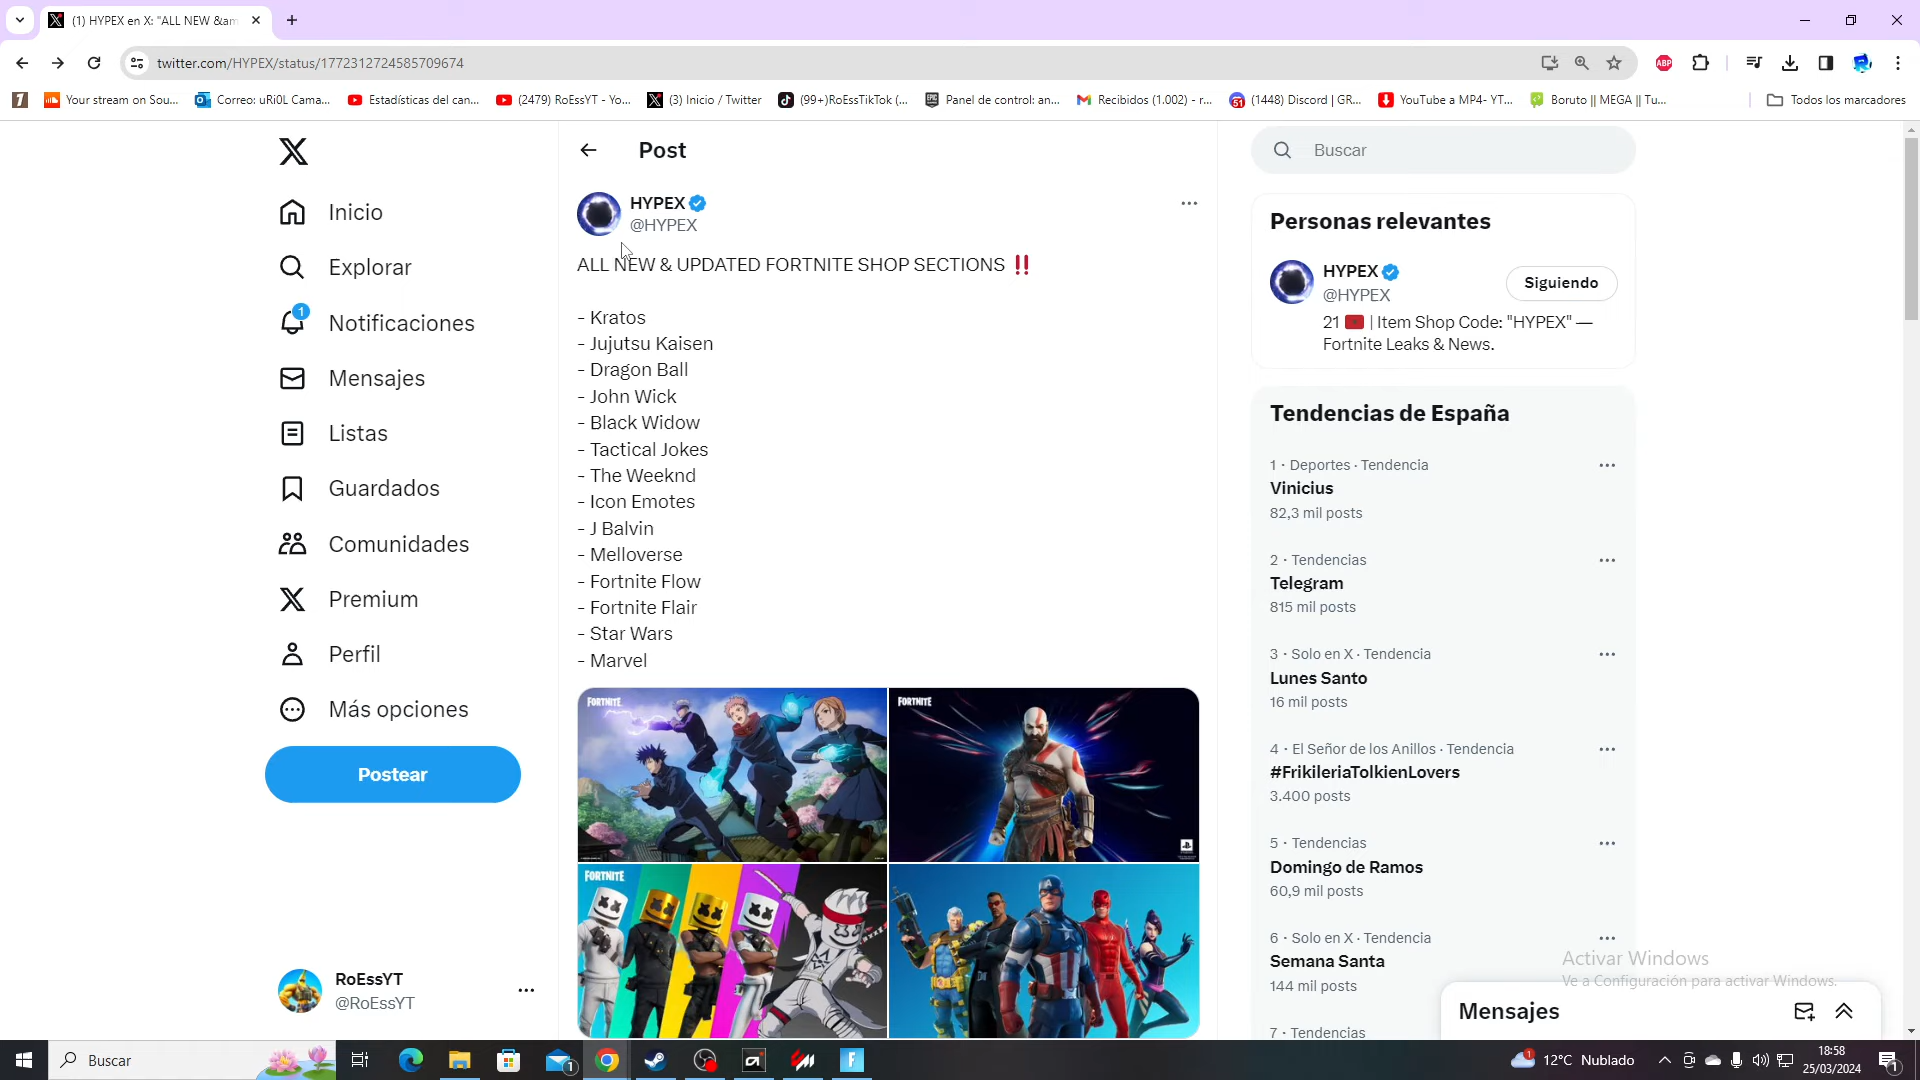 (1) HYPEX en X: "ALL NEW &am
twitter.com/HYPEX/status/1772312724585709674
ABP
Your stream on Sou...
Correo: uRi0L Cama...
Estadísticas del can...
(2479) RoEssYT - Yo...
(3) Inicio / Twitter
(99+)RoEssTikTok (...
Panel de control: an...
Recibidos (1.002) - r...
(1448) Discord | GR...
YouTube a MP4- YT...
Boruto || MEGA || Tu...
Todos los marcadores
Inicio
Explorar
1
Notificaciones
Mensajes
Listas
Guardados
Comunidades
Premium
Perfil
Más opciones
Postear
RoEssYT
@RoEssYT
Post
HYPEX
@HYPEX
ALL NEW & UPDATED FORTNITE SHOP SECTIONS ‼️
- Kratos
- Jujutsu Kaisen
- Dragon Ball
- John Wick
- Black Widow
- Tactical Jokes
- The Weeknd
- Icon Emotes
- J Balvin
- Melloverse
- Fortnite Flow
- Fortnite Flair
- Star Wars
- Marvel
FORTNITE
FORTNITE
FORTNITE
Buscar
Personas relevantes
HYPEX
@HYPEX
Siguiendo
21 🇲🇦 | Item Shop Code: "HYPEX" —
Fortnite Leaks & News.
Tendencias de España
1 · Deportes · Tendencia
Vinicius
82,3 mil posts
2 · Tendencias
Telegram
815 mil posts
3 · Solo en X · Tendencia
Lunes Santo
16 mil posts
4 · El Señor de los Anillos · Tendencia
#FrikileriaTolkienLovers
3.400 posts
5 · Tendencias
Domingo de Ramos
60,9 mil posts
6 · Solo en X · Tendencia
Semana Santa
144 mil posts
7 · Tendencias
Activar Windows
Ve a Configuración para activar Windows.
Mensajes
Buscar
1
1
12°C Nublado
18:58
25/03/2024
1